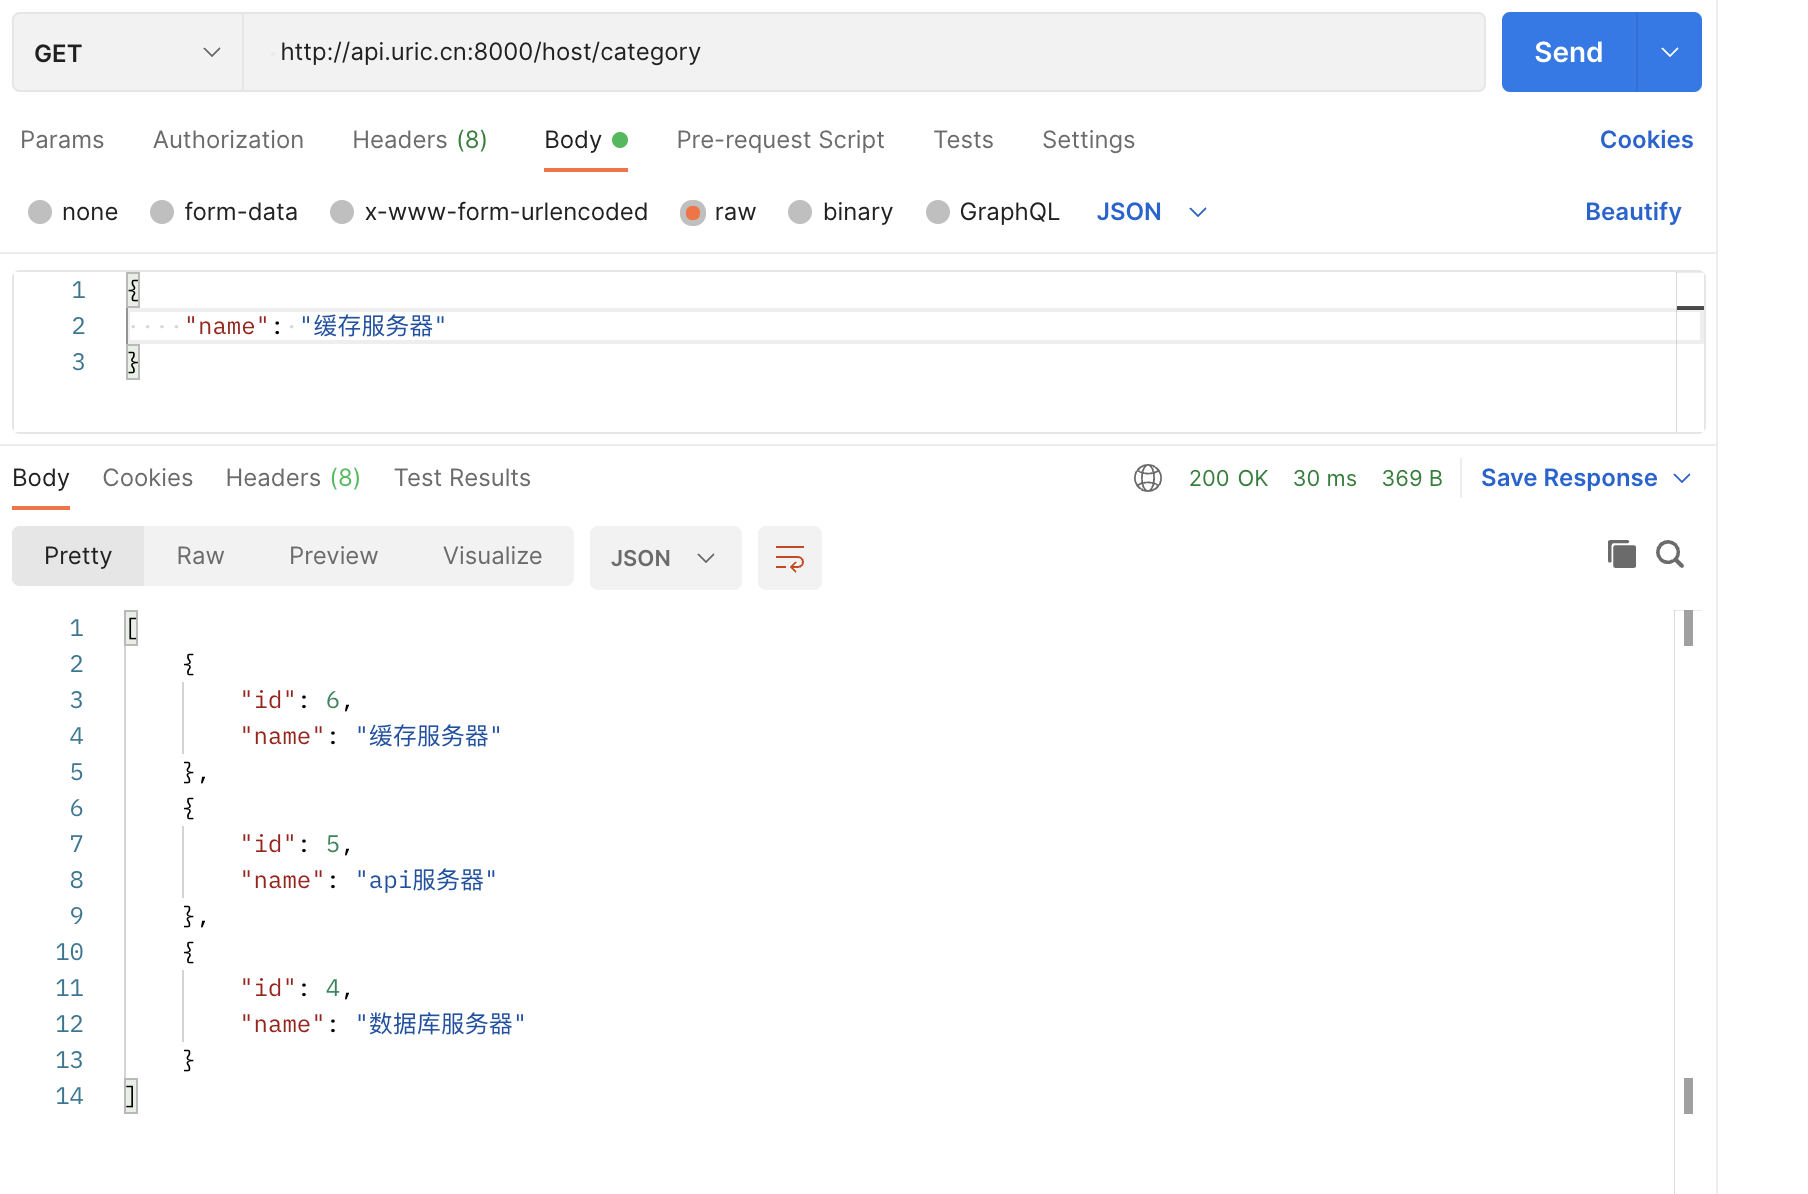 GET http://api.uric.cn:8000/host/category Send
Params Authorization Headers (8) Body Pre-request Script Tests Settings Cookies
none form-data x-www-form-urlencoded raw binary GraphQL JSON Beautify
1 {
2 ····"name":·"缓存服务器"
3 }
Body Cookies Headers (8) Test Results 200 OK 30 ms 369 B Save Response
Pretty Raw Preview Visualize JSON
1 [
2 {
3 "id": 6,
4 "name": "缓存服务器"
5 },
6 {
7 "id": 5,
8 "name": "api服务器"
9 },
10 {
11 "id": 4,
12 "name": "数据库服务器"
13 }
14 ]